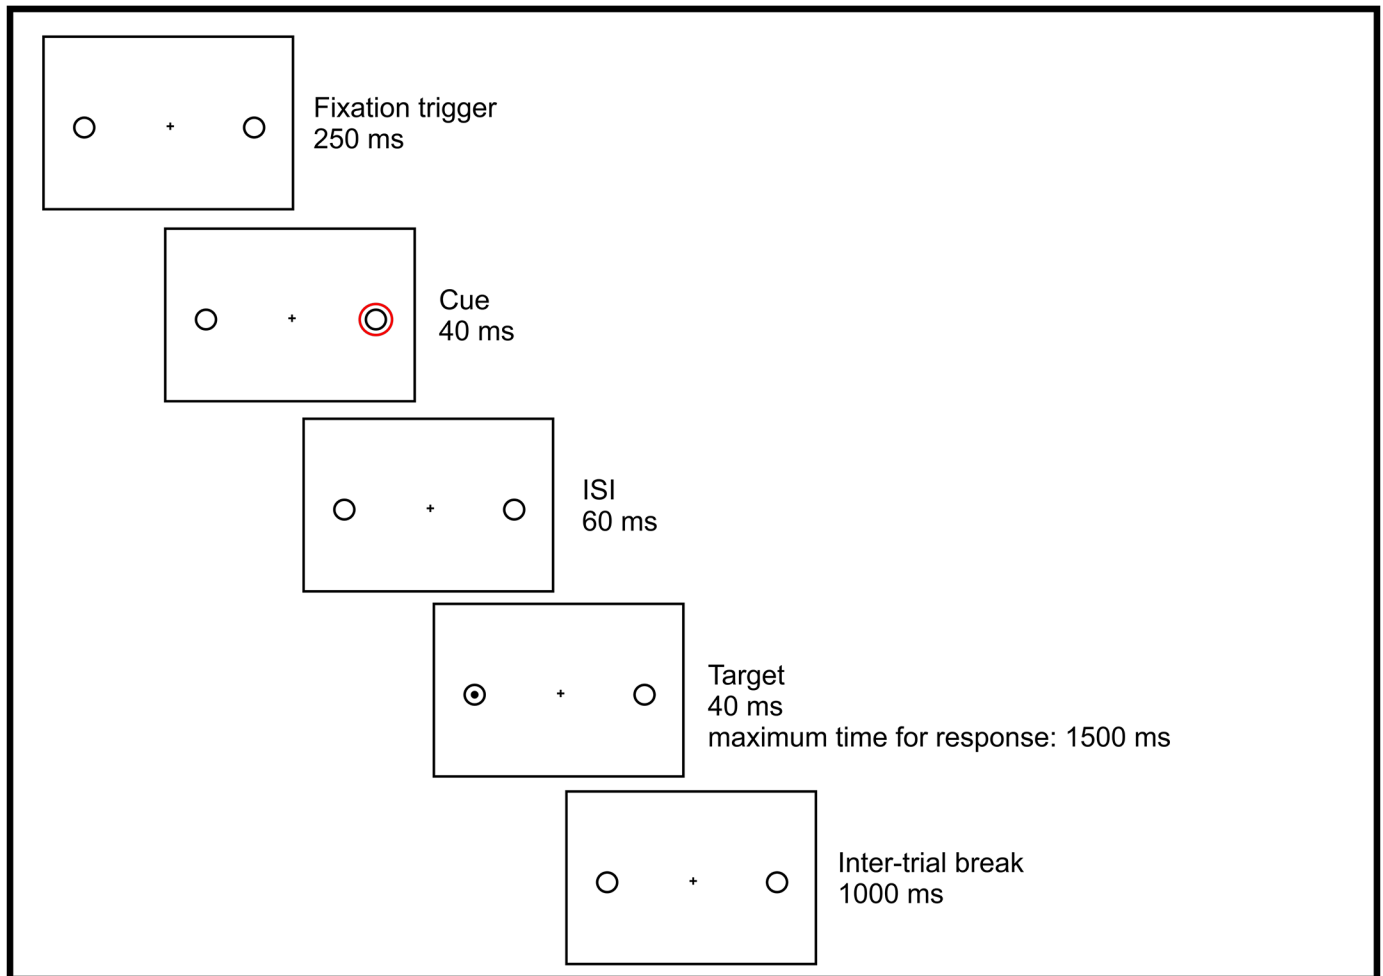 Fixation trigger
250 ms
Cue
40 ms
ISI
60 ms
Target
40 ms
maximum time for response: 1500 ms
Inter-trial break
1000 ms